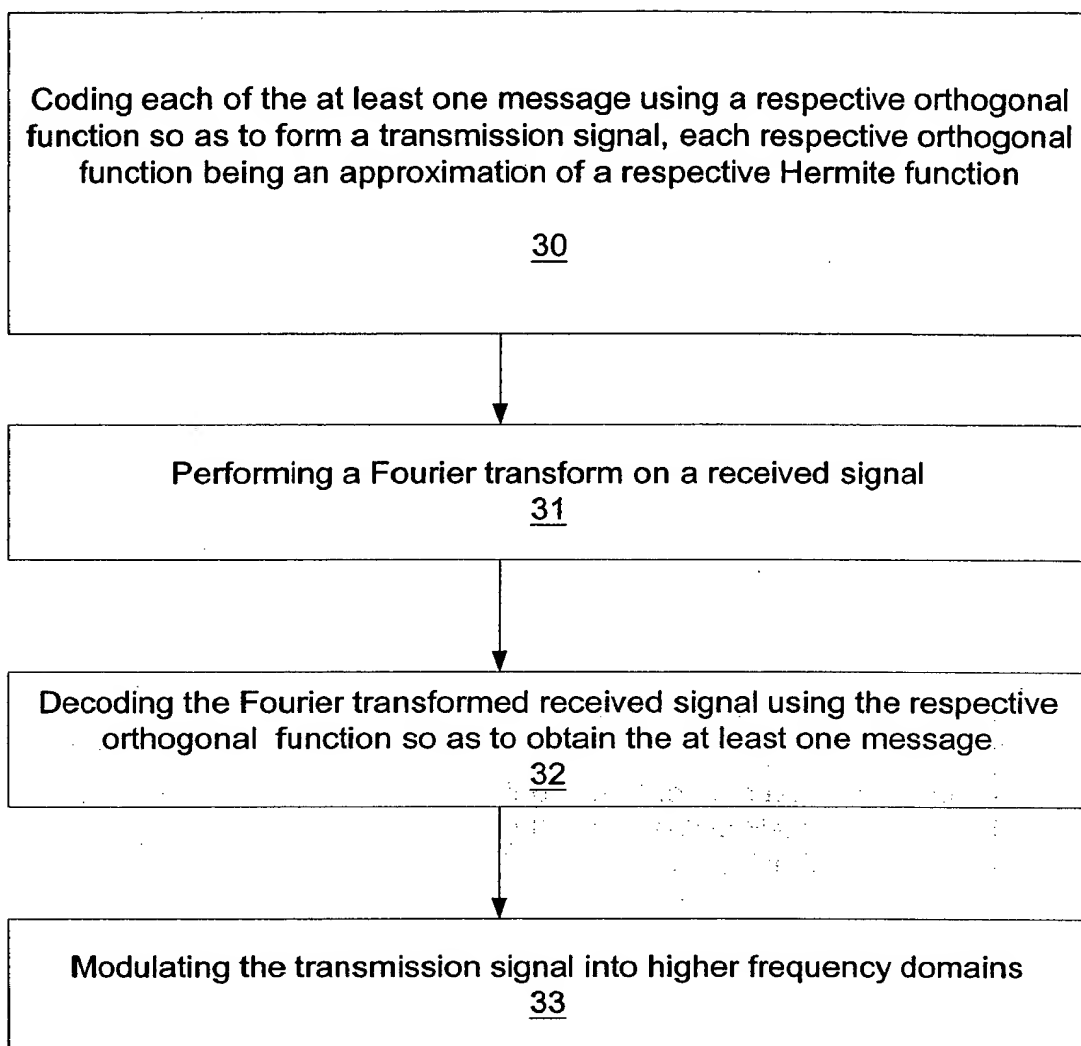 Coding each of the at least one message using a respective orthogonal
function so as to form a transmission signal, each respective orthogonal
function being an approximation of a respective Hermite function
30
Performing a Fourier transform on a received signal
31
Decoding the Fourier transformed received signal using the respective
orthogonal function so as to obtain the at least one message
32
Modulating the transmission signal into higher frequency domains
33